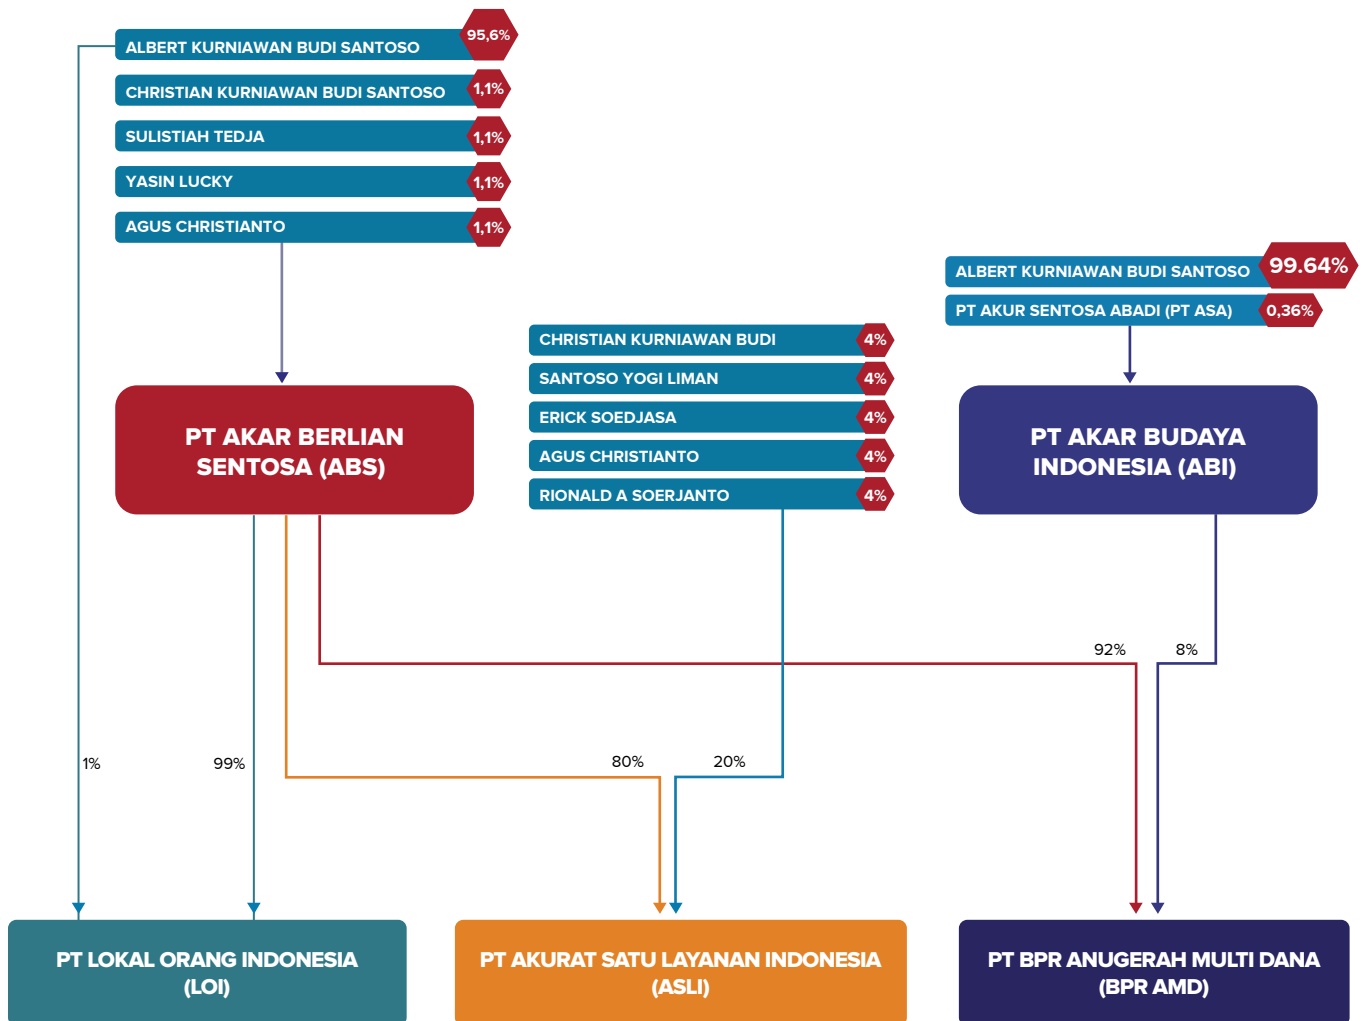 ALBERT KURNIAWAN BUDI SANTOSO 95,6%
CHRISTIAN KURNIAWAN BUDI SANTOSO 1,1%
SULISTIAH TEDJA 1,1%
YASIN LUCKY 1,1%
AGUS CHRISTIANTO 1,1%
ALBERT KURNIAWAN BUDI SANTOSO 99.64%
PT AKUR SENTOSA ABADI (PT ASA) 0,36%
CHRISTIAN KURNIAWAN BUDI 4%
SANTOSO YOGI LIMAN 4%
ERICK SOEDJASA 4%
AGUS CHRISTIANTO 4%
RIONALD A SOERJANTO 4%
PT AKAR BERLIAN
SENTOSA (ABS)
PT AKAR BUDAYA
INDONESIA (ABI)
92% 8%
1% 99% 80% 20%
PT LOKAL ORANG INDONESIA
(LOI)
PT AKURAT SATU LAYANAN INDONESIA
(ASLI)
PT BPR ANUGERAH MULTI DANA
(BPR AMD)